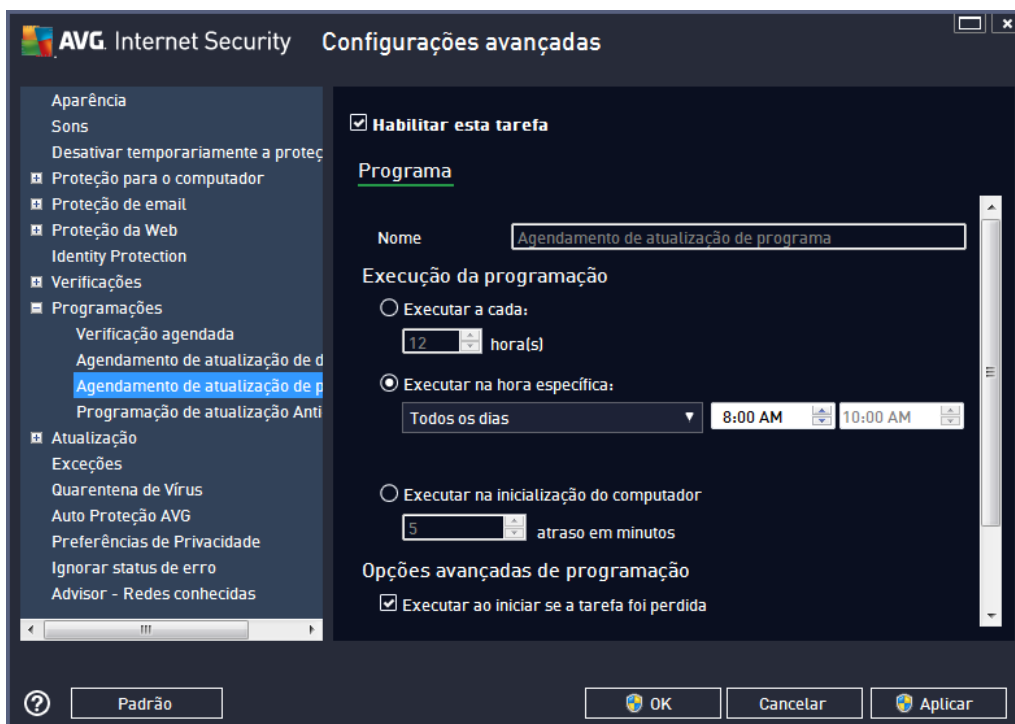 AVG. Internet Security Configurações avançadas
Aparência
Sons
Desativar temporariamente a proteç
Proteção para o computador
Proteção de email
Proteção da Web
Identity Protection
Verificações
Programações
Verificação agendada
Agendamento de atualização de d
Agendamento de atualização de p
Programação de atualização Anti
Atualização
Exceções
Quarentena de Vírus
Auto Proteção AVG
Preferências de Privacidade
Ignorar status de erro
Advisor - Redes conhecidas
Habilitar esta tarefa
Programa
Nome Agendamento de atualização de programa
Execução da programação
Executar a cada:
12 hora(s)
Executar na hora específica:
Todos os dias 8:00 AM 10:00 AM
Executar na inicialização do computador
5 atraso em minutos
Opções avançadas de programação
Executar ao iniciar se a tarefa foi perdida
Padrão OK Cancelar Aplicar